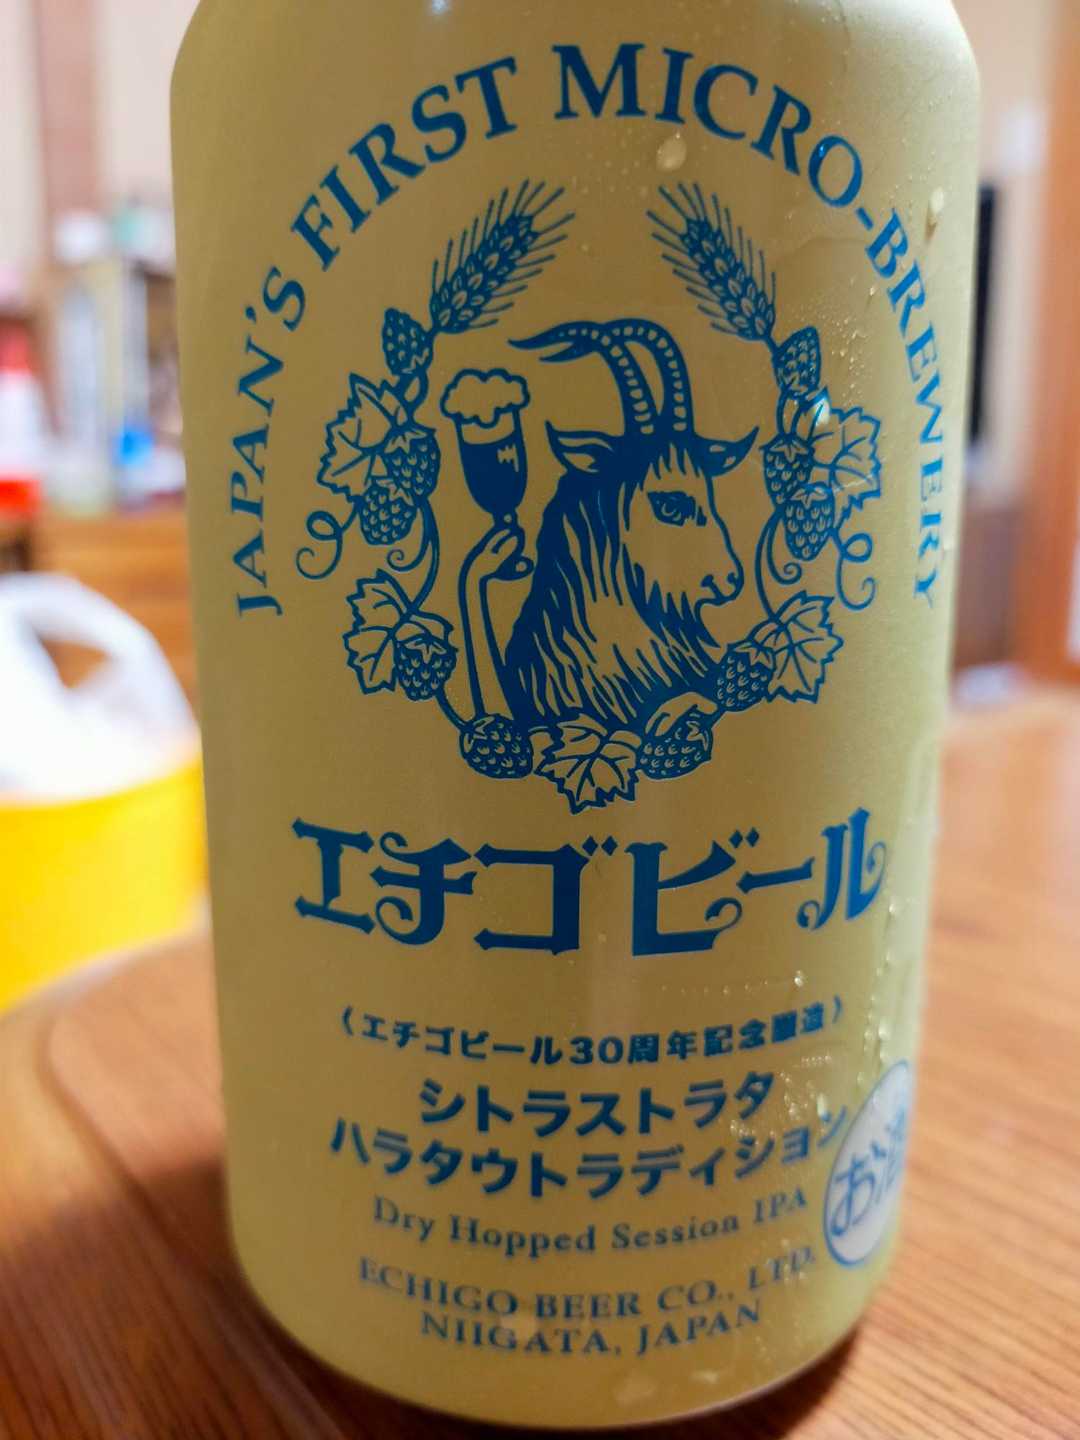 JAPAN'S FIRST MICRO-BREWERY
エチゴビール
(エチゴビール30周年記念醸造)
シトラストラタ
ハラタウトラディション
お酒
Dry Hopped Session IPA
ECHIGO BEER CO., LTD.
NIIGATA, JAPAN